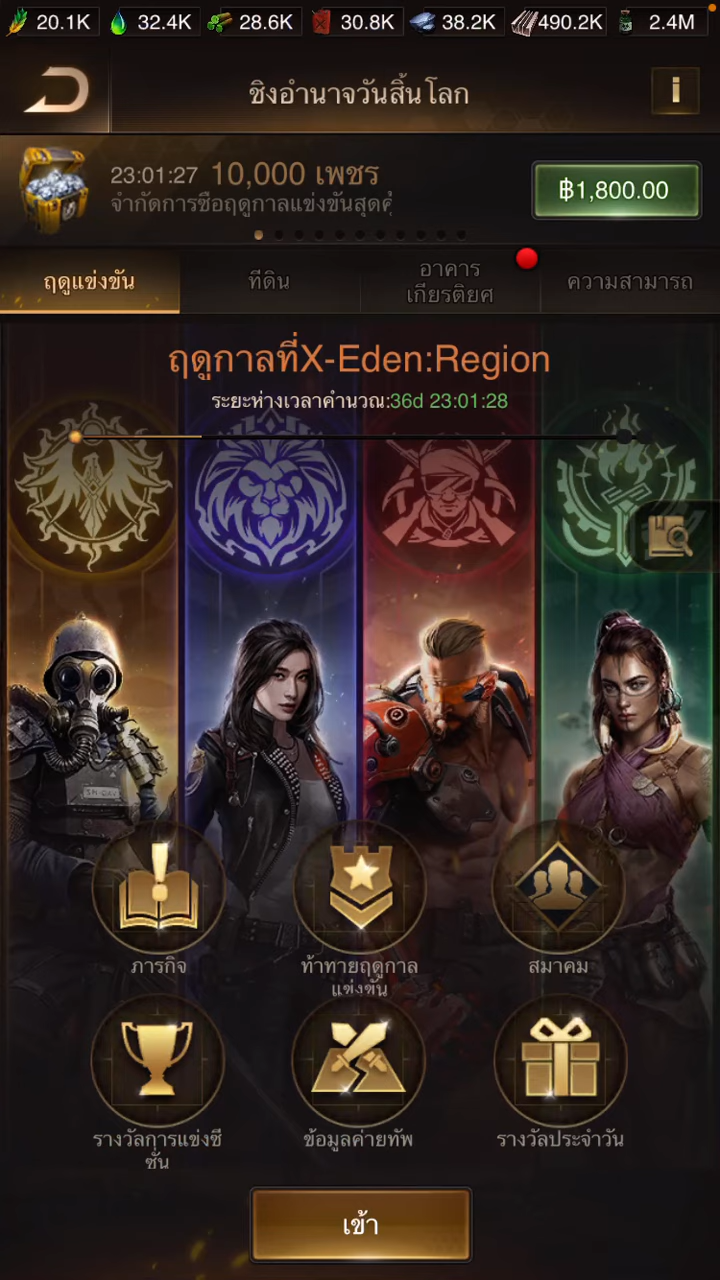 20.1K 32.4K 28.6K 30.8K 38.2K 490.2K 2.4M
ชิงอำนาจวันสิ้นโลก
i
23:01:27 10,000 เพชร
จำกัดการซื้อฤดูกาลแข่งขันสุดคุ้
฿1,800.00
ฤดูแข่งขัน
ที่ดิน
อาคาร
เกียรติยศ
ความสามารถ
ฤดูกาลที่X-Eden:Region
ระยะห่างเวลาคำนวณ:36d 23:01:28
ภารกิจ
ท้าทายฤดูกาล
แข่งขัน
สมาคม
รางวัลการแข่งซี
ซั่น
ข้อมูลค่ายทัพ
รางวัลประจำวัน
เข้า